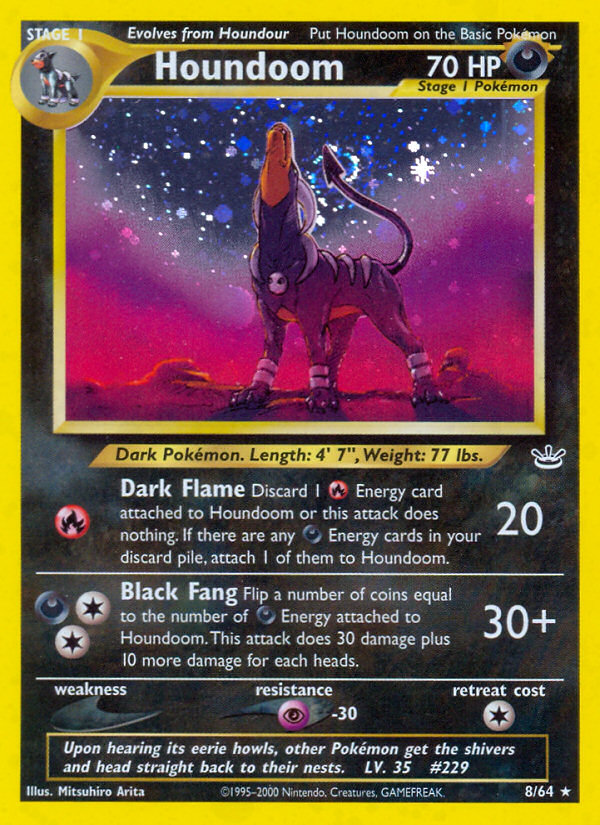 STAGE 1 Evolves from Houndour Put Houndoom on the Basic Pokémon
Houndoom 70 HP
Stage 1 Pokémon
Dark Pokémon. Length: 4' 7", Weight: 77 lbs.
Dark Flame Discard 1 Energy card
attached to Houndoom or this attack does
nothing. If there are any Energy cards in your
discard pile, attach 1 of them to Houndoom.
20
Black Fang Flip a number of coins equal
to the number of Energy attached to
Houndoom. This attack does 30 damage plus
10 more damage for each heads.
30+
weakness resistance retreat cost
-30
Upon hearing its eerie howls, other Pokémon get the shivers
and head straight back to their nests. LV. 35 #229
Illus. Mitsuhiro Arita ©1995-2000 Nintendo, Creatures, GAMEFREAK. 8/64 ★